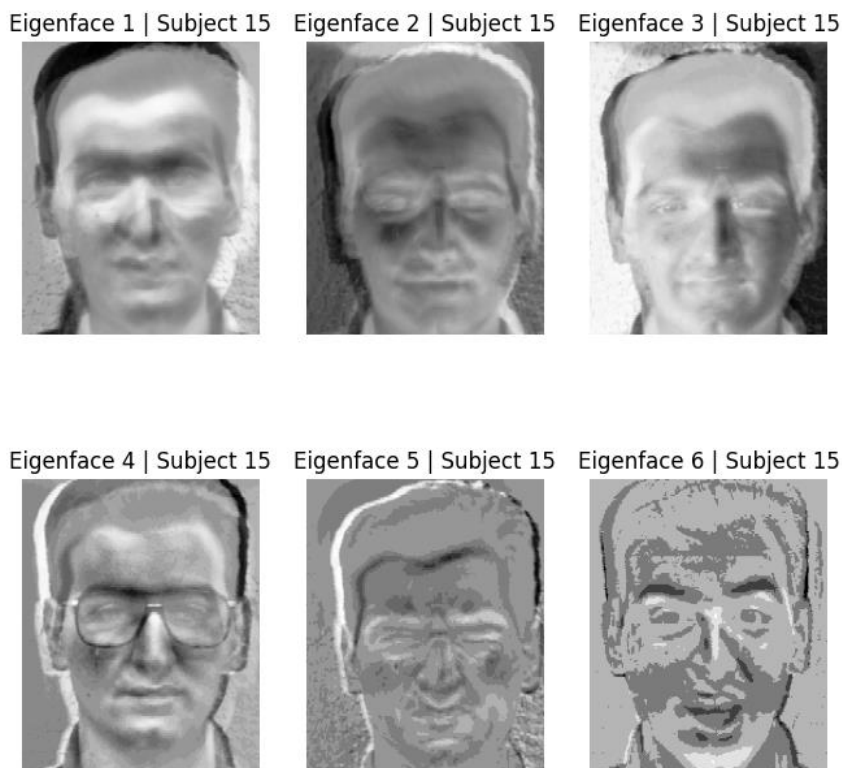 Eigenface 1 | Subject 15
Eigenface 2 | Subject 15
Eigenface 3 | Subject 15
Eigenface 4 | Subject 15
Eigenface 5 | Subject 15
Eigenface 6 | Subject 15